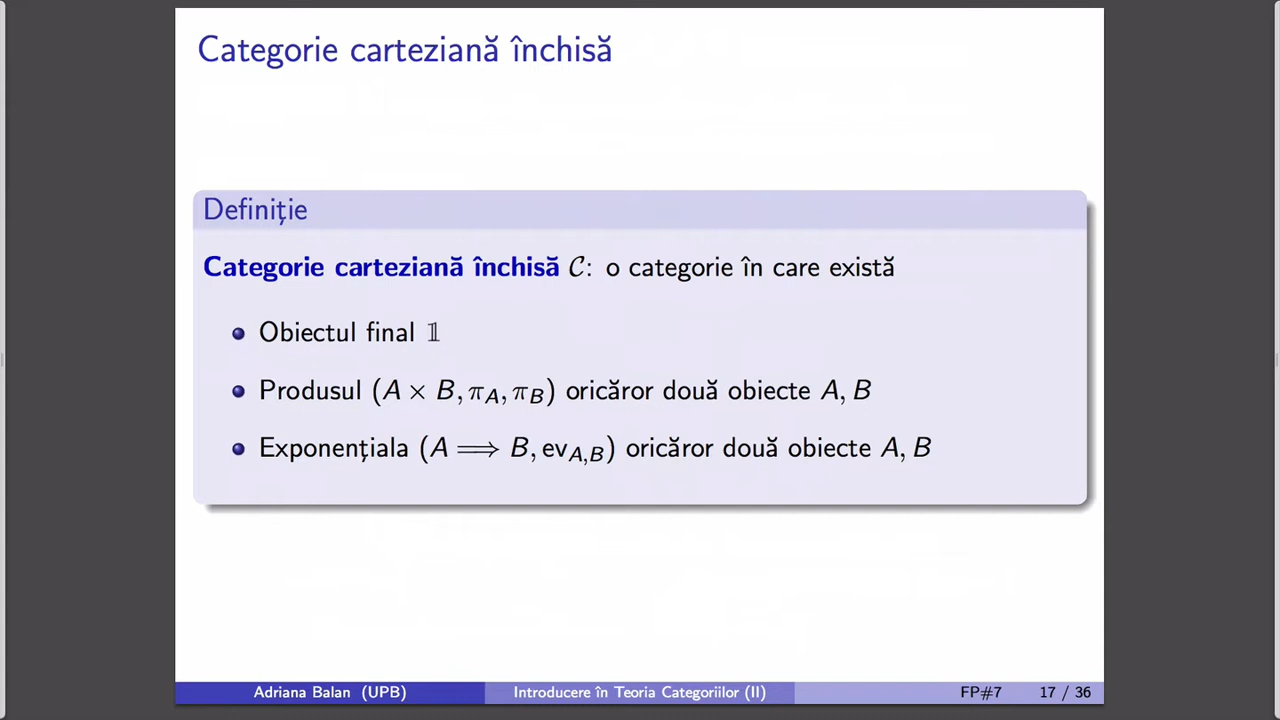 Categorie carteziană închisă
Definiție
Categorie carteziană închisă 𝒞: o categorie în care există
Obiectul final 𝟙
Produsul (A × B, π_A, π_B) oricăror două obiecte A, B
Exponențiala (A ⟹ B, ev_{A,B}) oricăror două obiecte A, B
Adriana Balan (UPB) Introducere în Teoria Categoriilor (II) FP#7 17 / 36